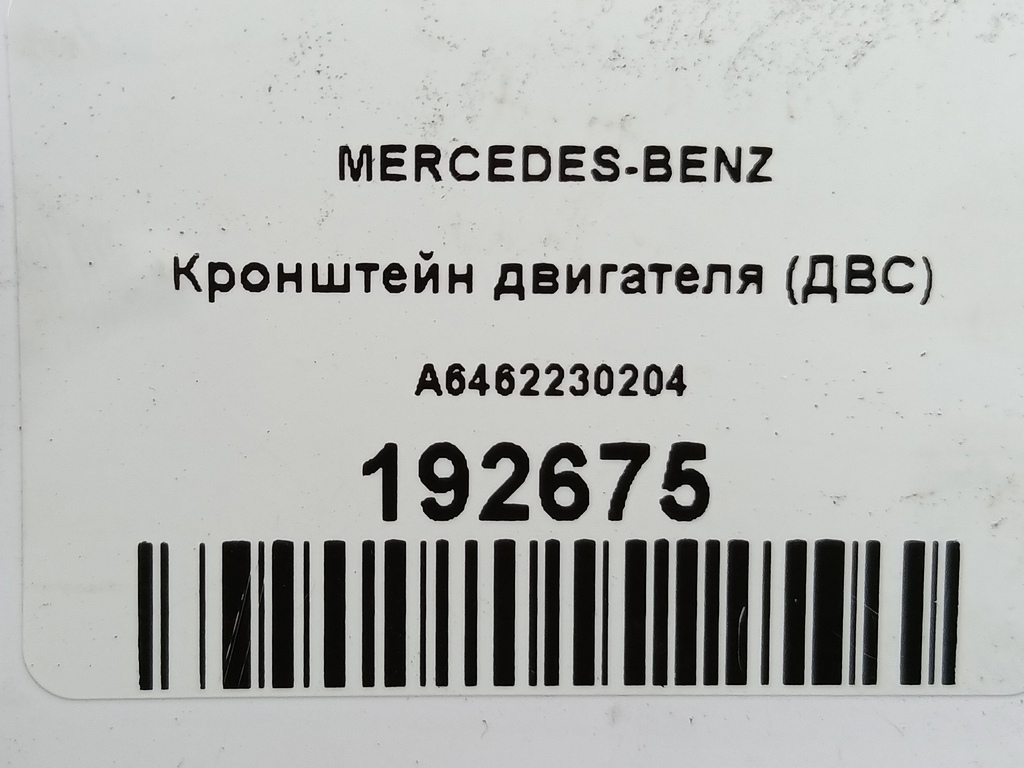 MERCEDES-BENZ
Кронштейн двигателя (ДВС)
A6462230204
192675